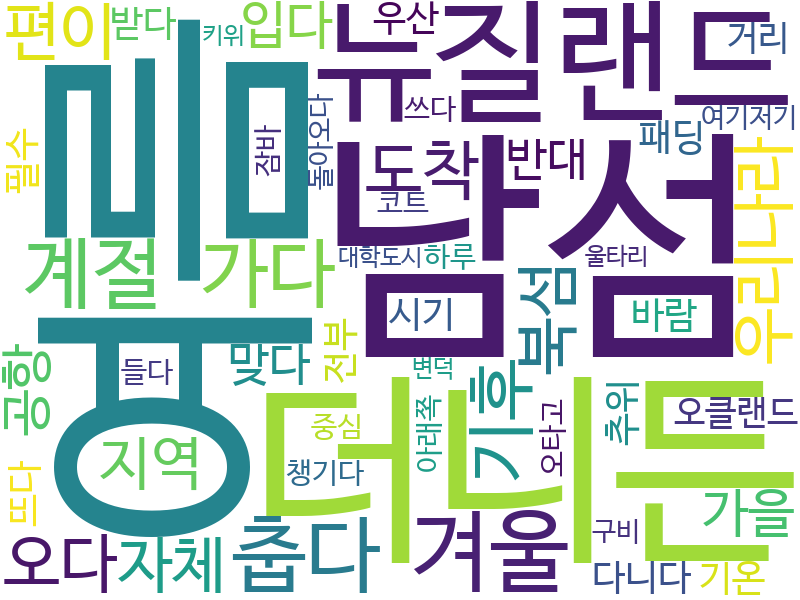 편이
받다
키위
입다
뉴질랜드
우산
거리
쓰다
여기저기
필수
여름
잠바
돌아오다
남섬
도착
반대
패딩
코트
우리나라
계절
가다
대학도시
하루
울타리
시기
북섬
바람
공항
들다
맞다
전부
변덕
더니든
지역
중심
챙기다
아래쪽
기후
오타고
추위
오클랜드
뜨다
오다
자체
춥다
겨울
구비
가을
다니다
기온